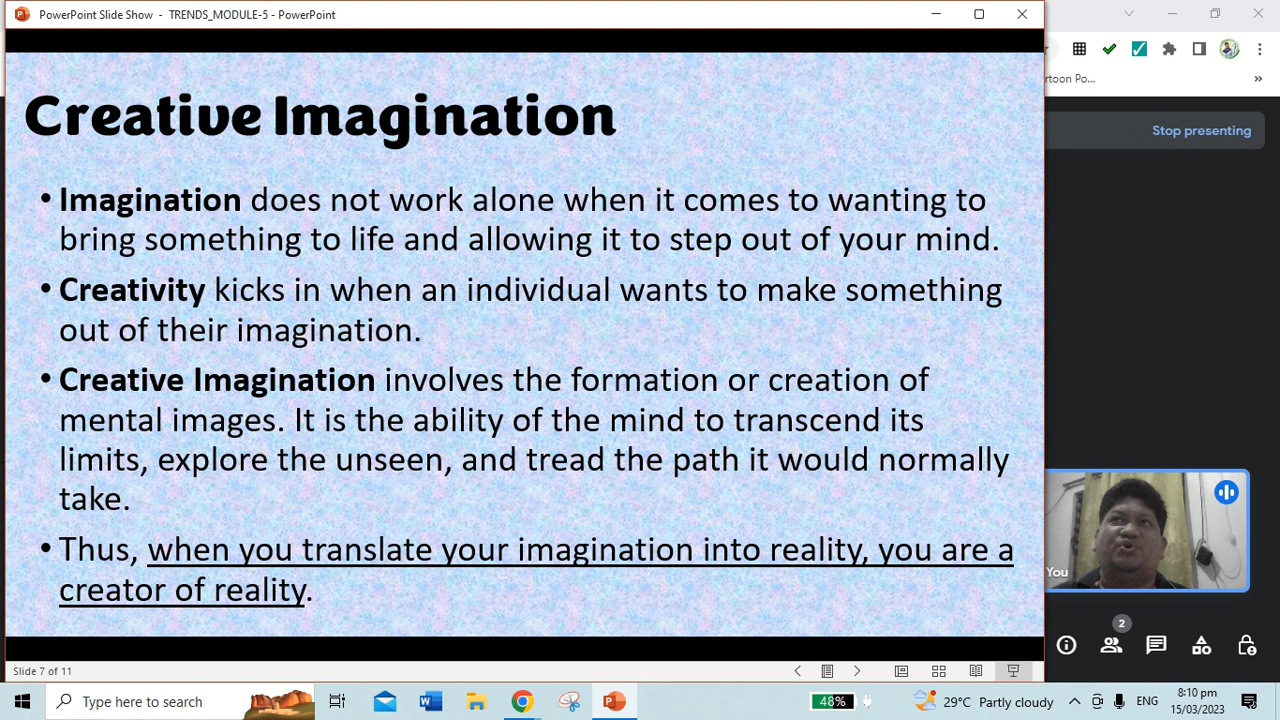 PowerPoint Slide Show - TRENDS_MODULE-5 - PowerPoint
Creative Imagination
• Imagination does not work alone when it comes to wanting to
bring something to life and allowing it to step out of your mind.
• Creativity kicks in when an individual wants to make something
out of their imagination.
• Creative Imagination involves the formation or creation of
mental images. It is the ability of the mind to transcend its
limits, explore the unseen, and tread the path it would normally
take.
• Thus, when you translate your imagination into reality, you are a
creator of reality.
Slide 7 of 11
Po...
Stop presenting
You
2
Type here to search
48%
29°C Partly cloudy
ENG
8:10 pm
15/03/2023